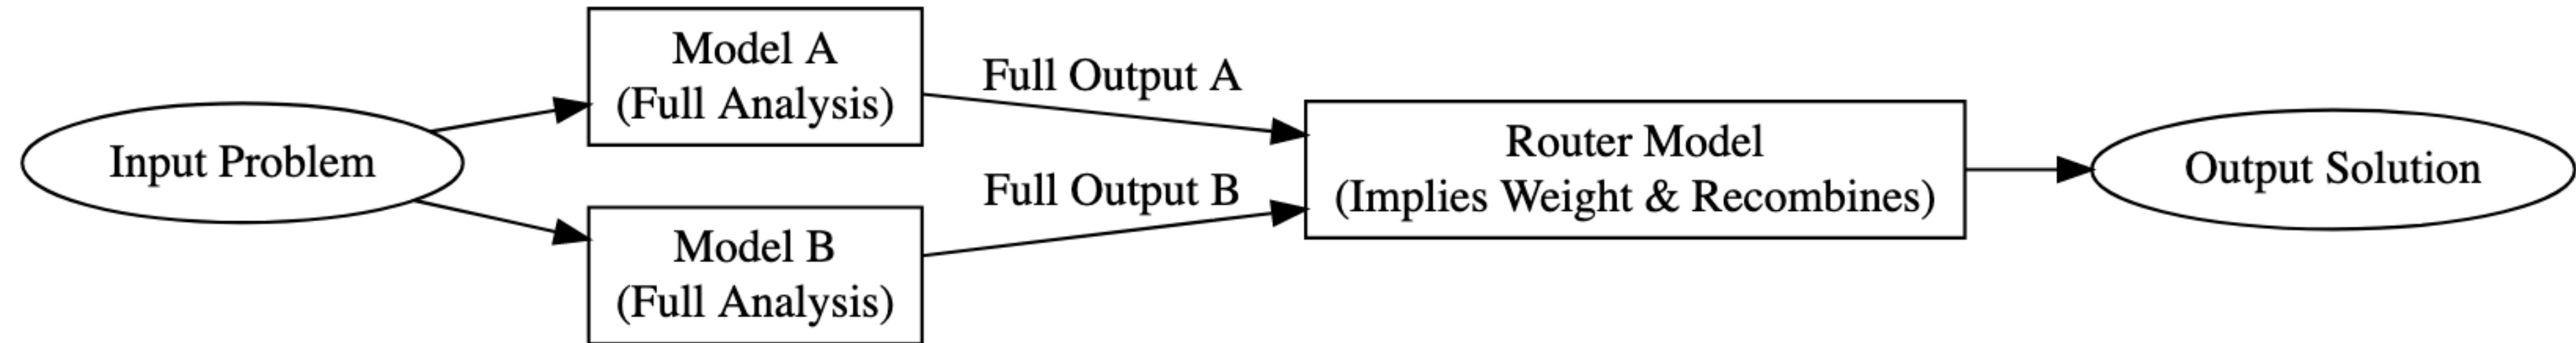 Input Problem
Model A
(Full Analysis)
Model B
(Full Analysis)
Full Output A
Full Output B
Router Model
(Implies Weight & Recombines)
Output Solution